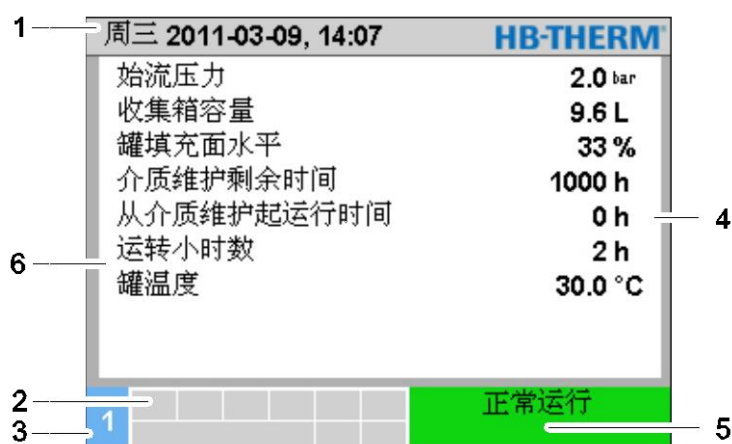 1 周三 2011-03-09, 14:07 HB-THERM
始流压力 2.0 bar
收集箱容量 9.6 L
罐填充面水平 33 %
介质维护剩余时间 1000 h
从介质维护起运行时间 0 h 4
6 运转小时数 2 h
罐温度 30.0 °C
2 正常运行
3 1 5